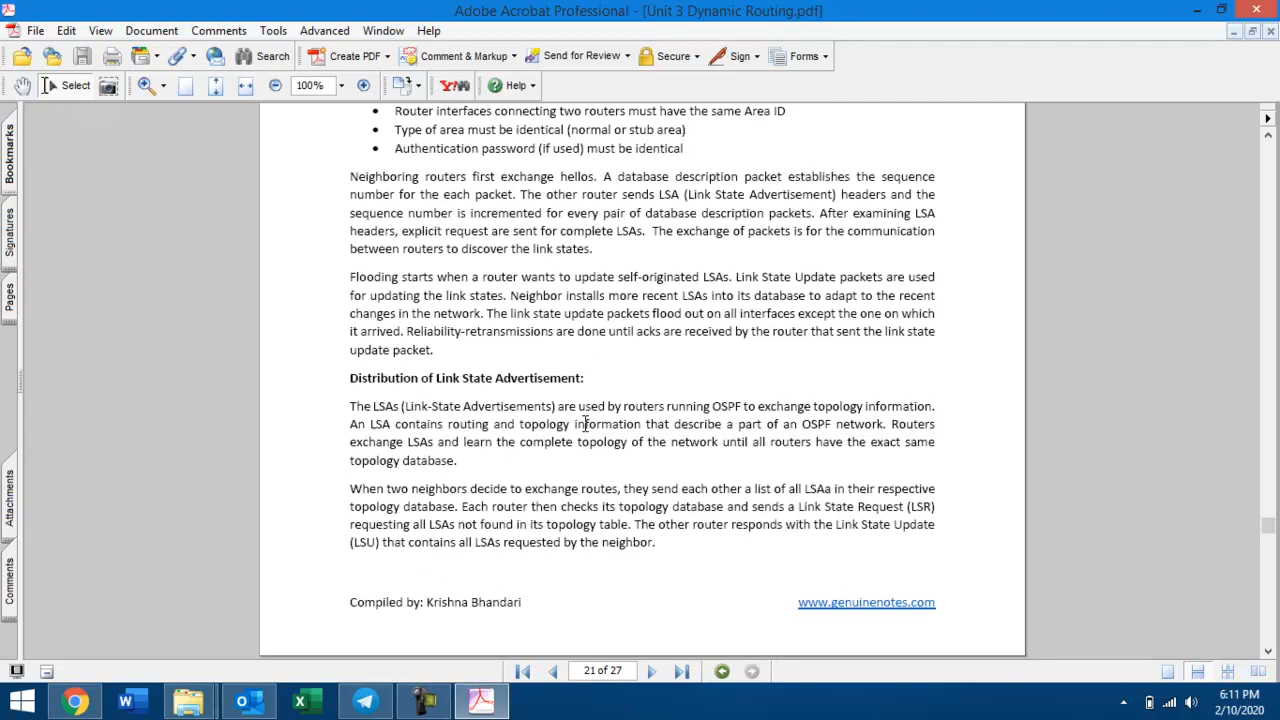 Adobe Acrobat Professional - [Unit 3 Dynamic Routing.pdf]
File Edit View Document Comments Tools Advanced Window Help
Search Create PDF Comment & Markup Send for Review Secure Sign Forms
Select 100% Y! Help
Bookmarks
Signatures
Pages
Attachments
Comments
• Router interfaces connecting two routers must have the same Area ID
• Type of area must be identical (normal or stub area)
• Authentication password (if used) must be identical
Neighboring routers first exchange hellos. A database description packet establishes the sequence
number for the each packet. The other router sends LSA (Link State Advertisement) headers and the
sequence number is incremented for every pair of database description packets. After examining LSA
headers, explicit request are sent for complete LSAs. The exchange of packets is for the communication
between routers to discover the link states.
Flooding starts when a router wants to update self-originated LSAs. Link State Update packets are used
for updating the link states. Neighbor installs more recent LSAs into its database to adapt to the recent
changes in the network. The link state update packets flood out on all interfaces except the one on which
it arrived. Reliability-retransmissions are done until acks are received by the router that sent the link state
update packet.
Distribution of Link State Advertisement:
The LSAs (Link-State Advertisements) are used by routers running OSPF to exchange topology information.
An LSA contains routing and topology information that describe a part of an OSPF network. Routers
exchange LSAs and learn the complete topology of the network until all routers have the exact same
topology database.
When two neighbors decide to exchange routes, they send each other a list of all LSAa in their respective
topology database. Each router then checks its topology database and sends a Link State Request (LSR)
requesting all LSAs not found in its topology table. The other router responds with the Link State Update
(LSU) that contains all LSAs requested by the neighbor.
Compiled by: Krishna Bhandari www.genuinenotes.com
21 of 27
6:11 PM
2/10/2020